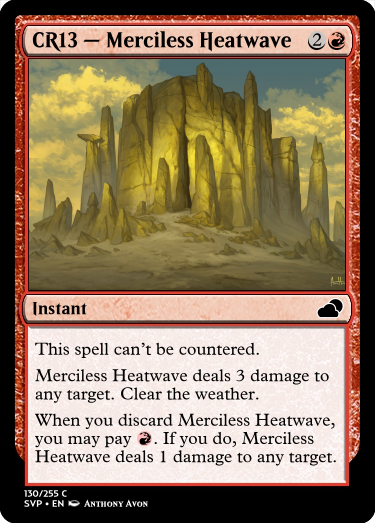 CR13 — Merciless Heatwave 2
Instant
This spell can't be countered.
Merciless Heatwave deals 3 damage to
any target. Clear the weather.
When you discard Merciless Heatwave,
you may pay . If you do, Merciless
Heatwave deals 1 damage to any target.
130/255 C
SVP • EN Anthony Avon